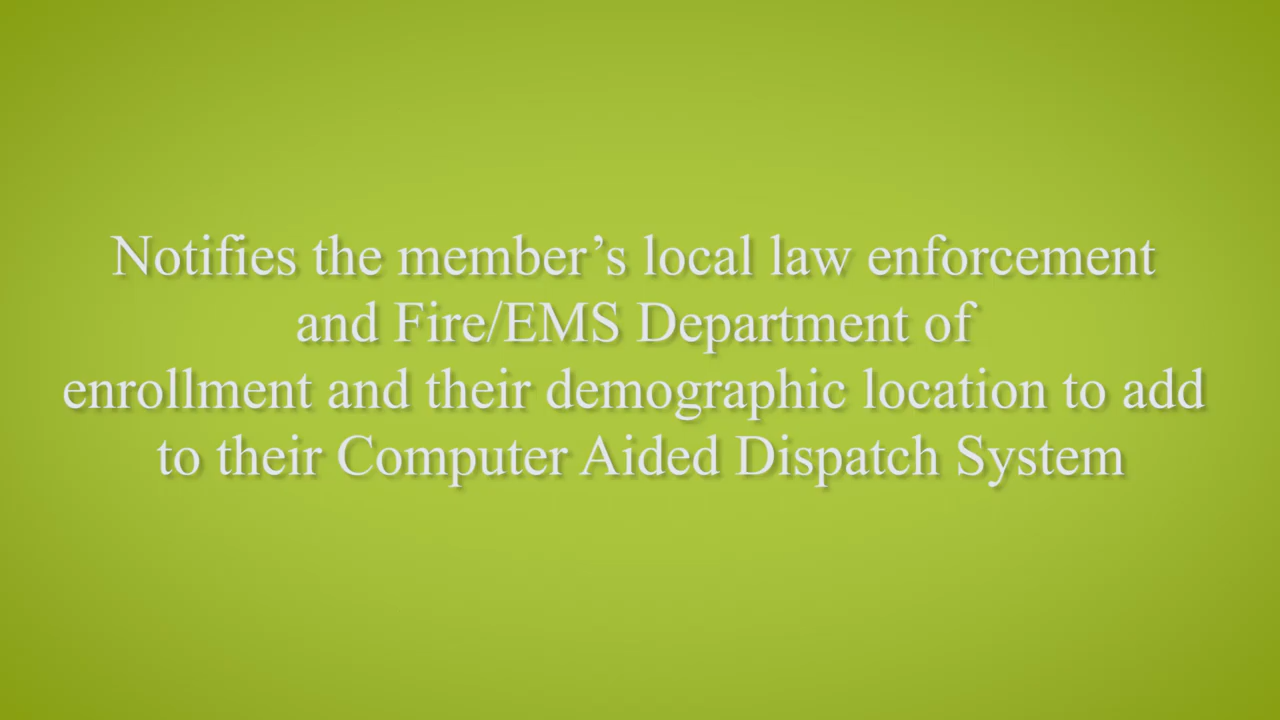 Notifies the member’s local law enforcement
and Fire/EMS Department of
enrollment and their demographic location to add
to their Computer Aided Dispatch System